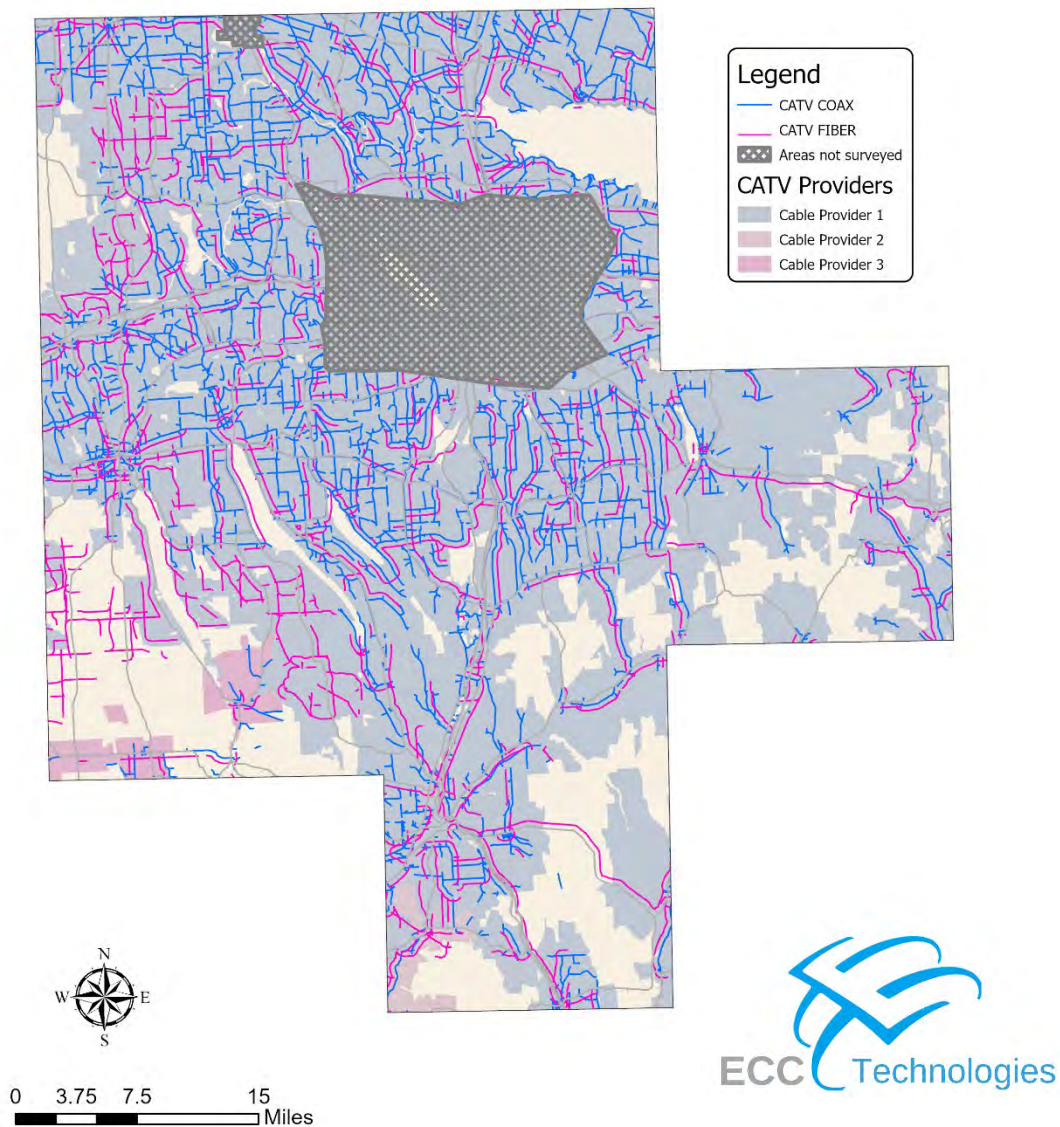 Legend
CATV COAX
CATV FIBER
Areas not surveyed
CATV Providers
Cable Provider 1
Cable Provider 2
Cable Provider 3
N
W E
S
ECC Technologies
0 3.75 7.5 15
Miles